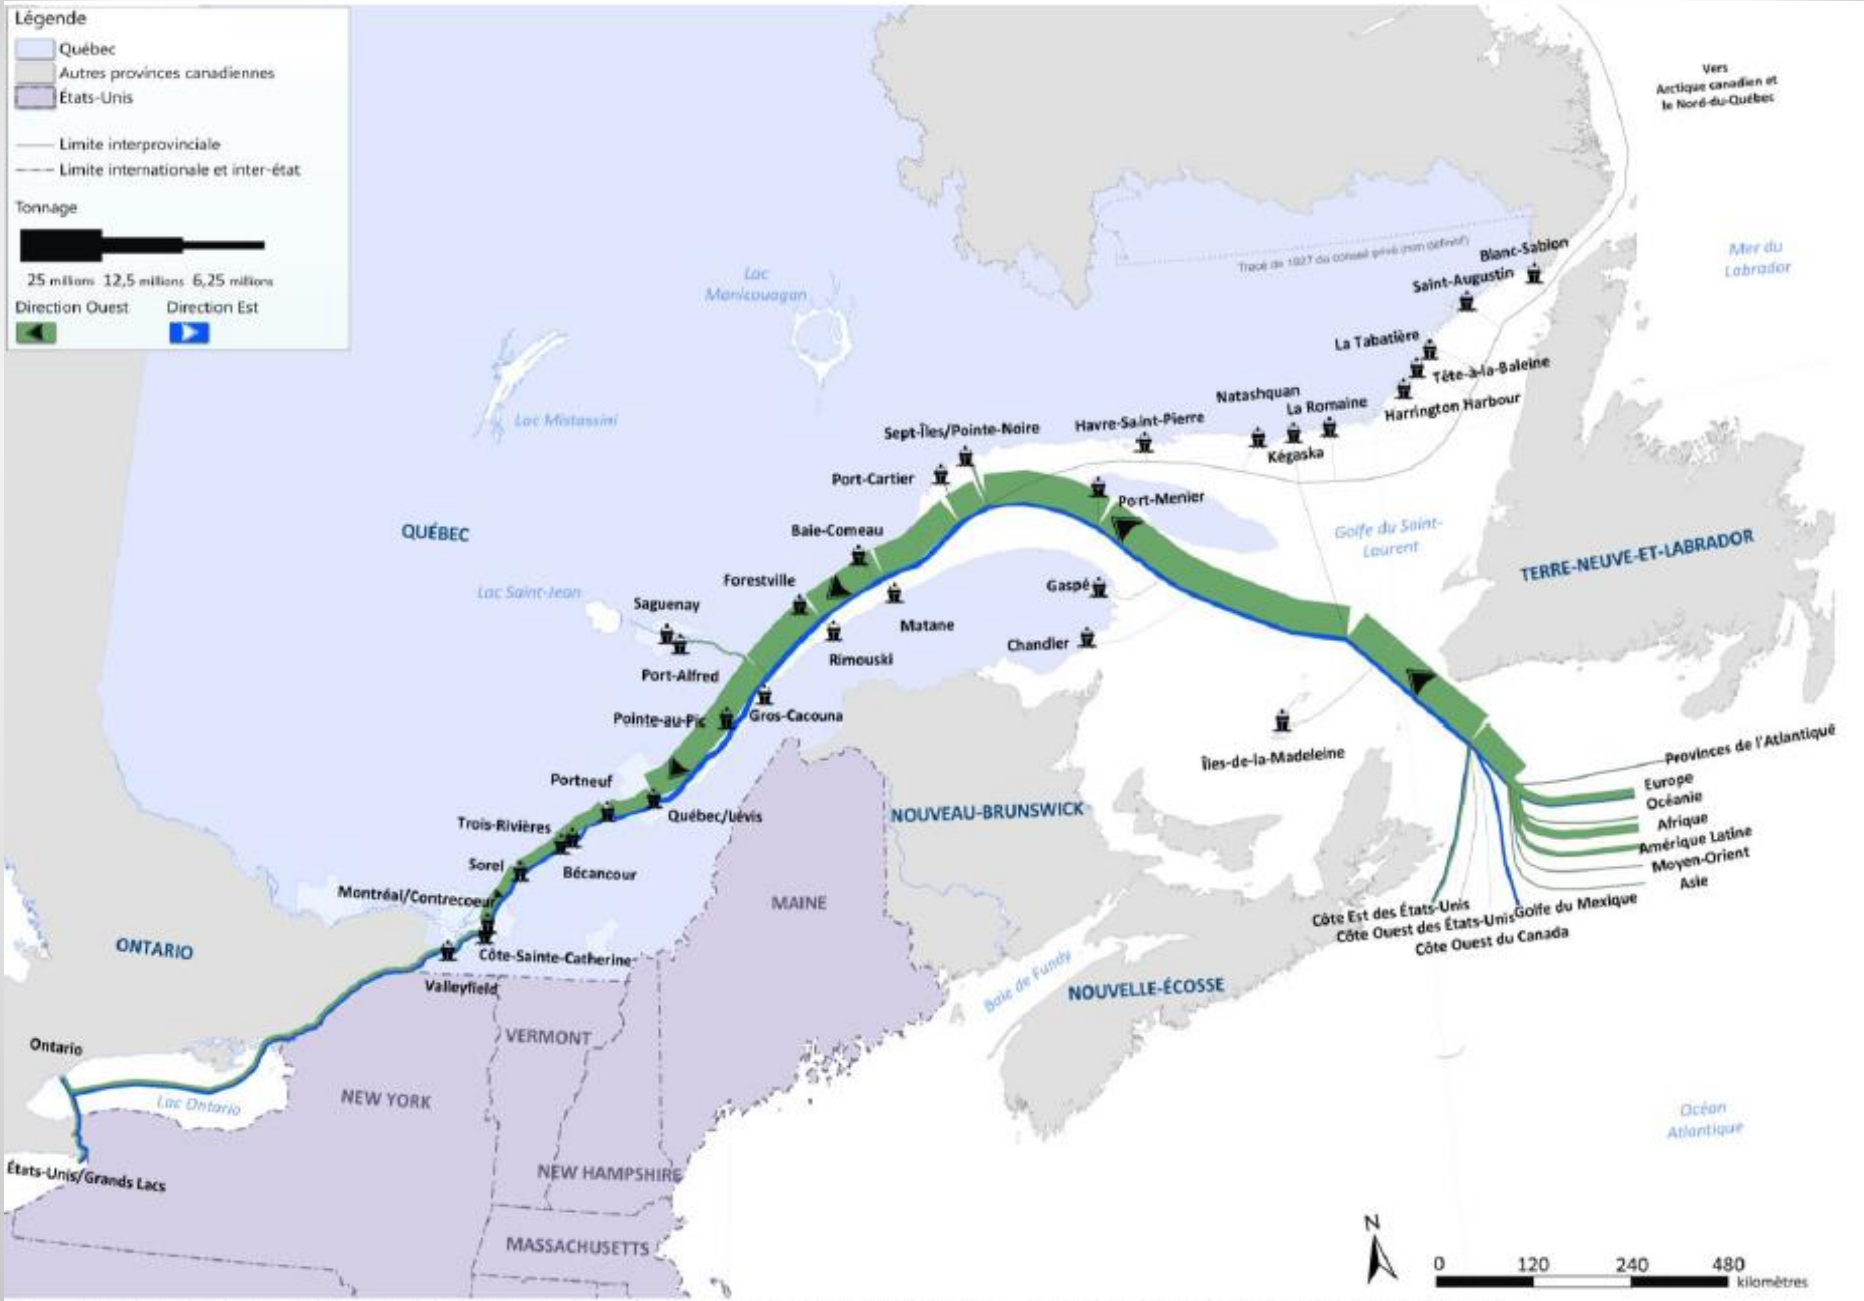 Légende
Québec
Autres provinces canadiennes
États-Unis
Limite interprovinciale
Limite internationale et inter-état
Tonnage
25 millions 12,5 millions 6,25 millions
Direction Ouest Direction Est
Vers
Arctique canadien et
le Nord-du-Québec
Mer du
Labrador
Tracé de 1927 du conseil privé (non définitif)
Blanc-Sablon
Saint-Augustin
La Tabatière
Tête-à-la-Baleine
Harrington Harbour
Lac
Manicouagan
Lac Mistassini
Natashquan
La Romaine
Kégaska
Havre-Saint-Pierre
Sept-Îles/Pointe-Noire
Port-Cartier
Port-Menier
Golfe du Saint-
Laurent
TERRE-NEUVE-ET-LABRADOR
QUÉBEC
Baie-Comeau
Forestville
Lac Saint-Jean
Saguenay
Gaspé
Matane
Chandler
Rimouski
Port-Alfred
Pointe-au-Pic
Gros-Cacouna
Îles-de-la-Madeleine
Provinces de l'Atlantique
Europe
Océanie
Afrique
Amérique Latine
Moyen-Orient
Asie
Portneuf
Québec/Lévis
NOUVEAU-BRUNSWICK
Trois-Rivières
Sorel
Bécancour
Montréal/Contrecoeur
MAINE
Côte Est des États-Unis
Golfe du Mexique
Côte Ouest des États-Unis
Côte Ouest du Canada
ONTARIO
Côte-Sainte-Catherine
Valleyfield
Baie de Fundy
NOUVELLE-ÉCOSSE
VERMONT
Ontario
Lac Ontario
NEW YORK
Océan
Atlantique
États-Unis/Grands Lacs
NEW HAMPSHIRE
MASSACHUSETTS
N
0 120 240 480
kilomètres